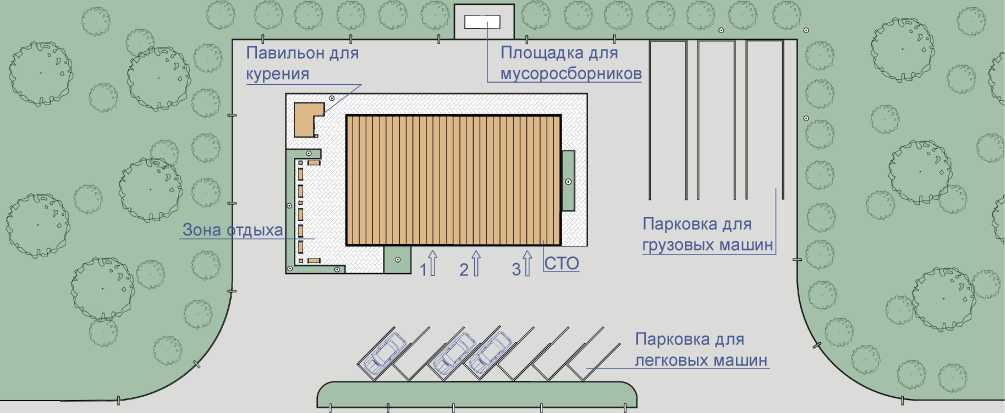 Павильон для
курения
Площадка для
мусоросборников
Парковка для
грузовых машин
Зона отдыха
1 2 3 СТО
Парковка для
легковых машин